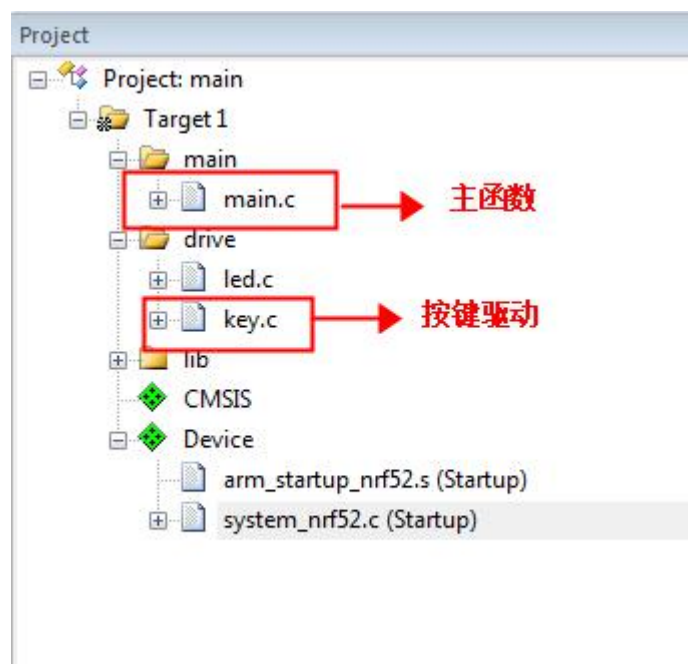 Project
Project: main
Target 1
main
main.c 主函数
drive
led.c
key.c 按键驱动
lib
CMSIS
Device
arm_startup_nrf52.s (Startup)
system_nrf52.c (Startup)